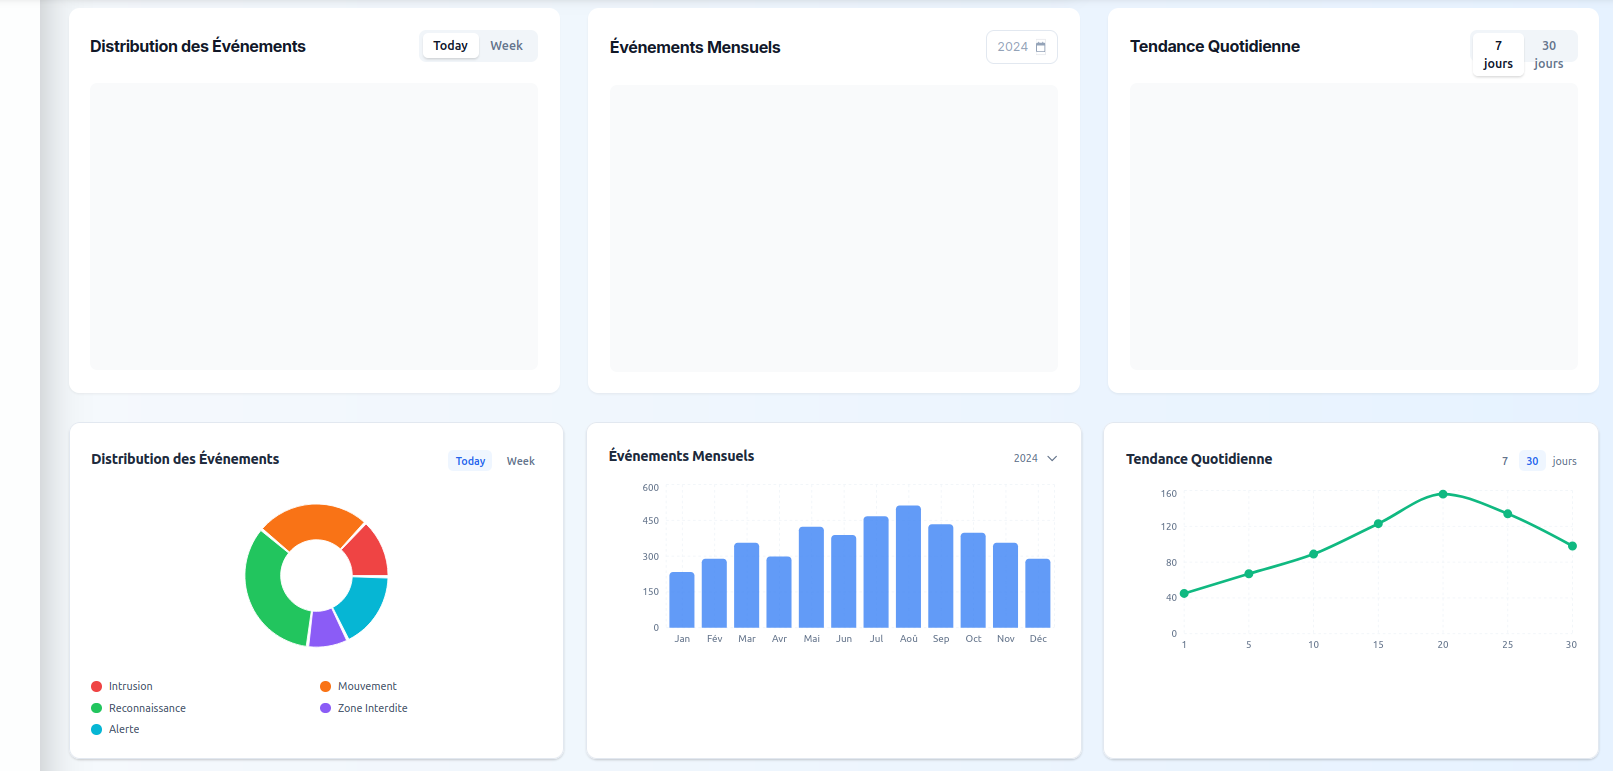 Distribution des Événements
Today Week
Événements Mensuels
2024
Tendance Quotidienne
7 jours
30 jours
Distribution des Événements
Today Week
Intrusion
Mouvement
Reconnaissance
Zone Interdite
Alerte
Événements Mensuels
2024
600
450
300
150
0
Jan Fév Mar Avr Mai Jun Jul Aoû Sep Oct Nov Déc
Tendance Quotidienne
7 30 jours
160
120
80
40
0
1 5 10 15 20 25 30